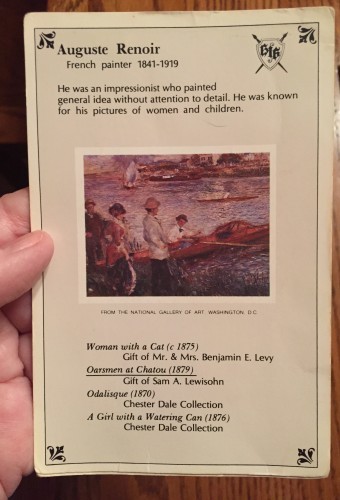 Auguste Renoir
French painter 1841-1919
He was an impressionist who painted
general idea without attention to detail. He was known
for his pictures of women and children.
FROM THE NATIONAL GALLERY OF ART, WASHINGTON, D.C.
Woman with a Cat (c 1875)
Gift of Mr. & Mrs. Benjamin E. Levy
Oarsmen at Chatou (1879)
Gift of Sam A. Lewisohn
Odalisque (1870)
Chester Dale Collection
A Girl with a Watering Can (1876)
Chester Dale Collection